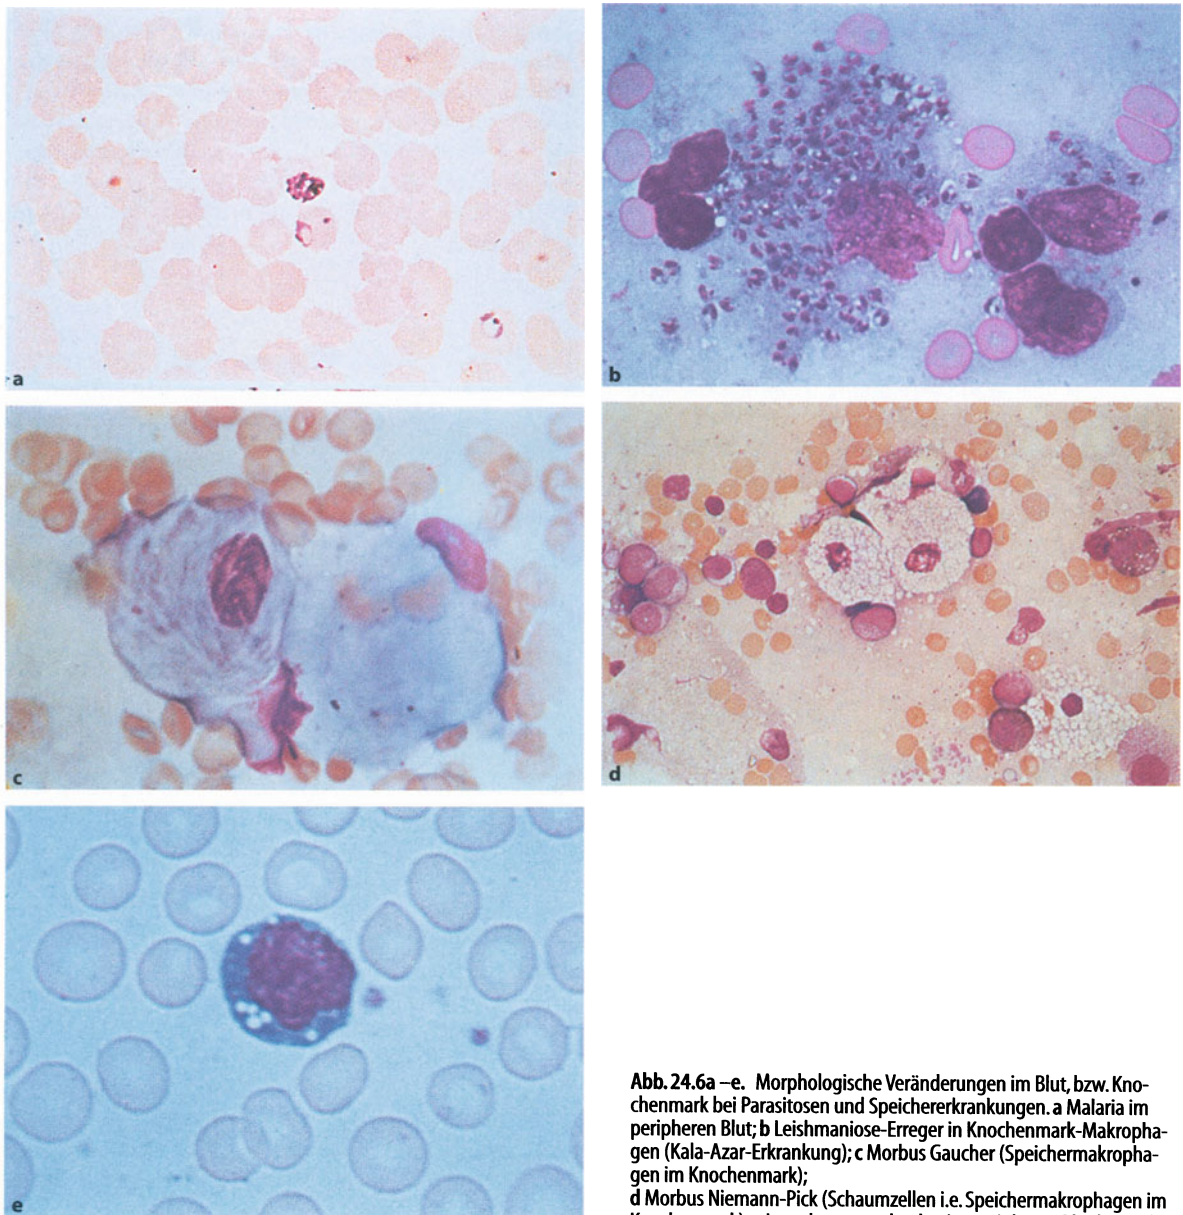 a
b
c
d
e
Abb. 24.6a –e. Morphologische Veränderungen im Blut, bzw. Kno-
chenmark bei Parasitosen und Speichererkrankungen. a Malaria im
peripheren Blut; b Leishmaniose-Erreger in Knochenmark-Makropha-
gen (Kala-Azar-Erkrankung); c Morbus Gaucher (Speichermakropha-
gen im Knochenmark);
d Morbus Niemann-Pick (Schaumzellen i.e. Speichermakrophagen im